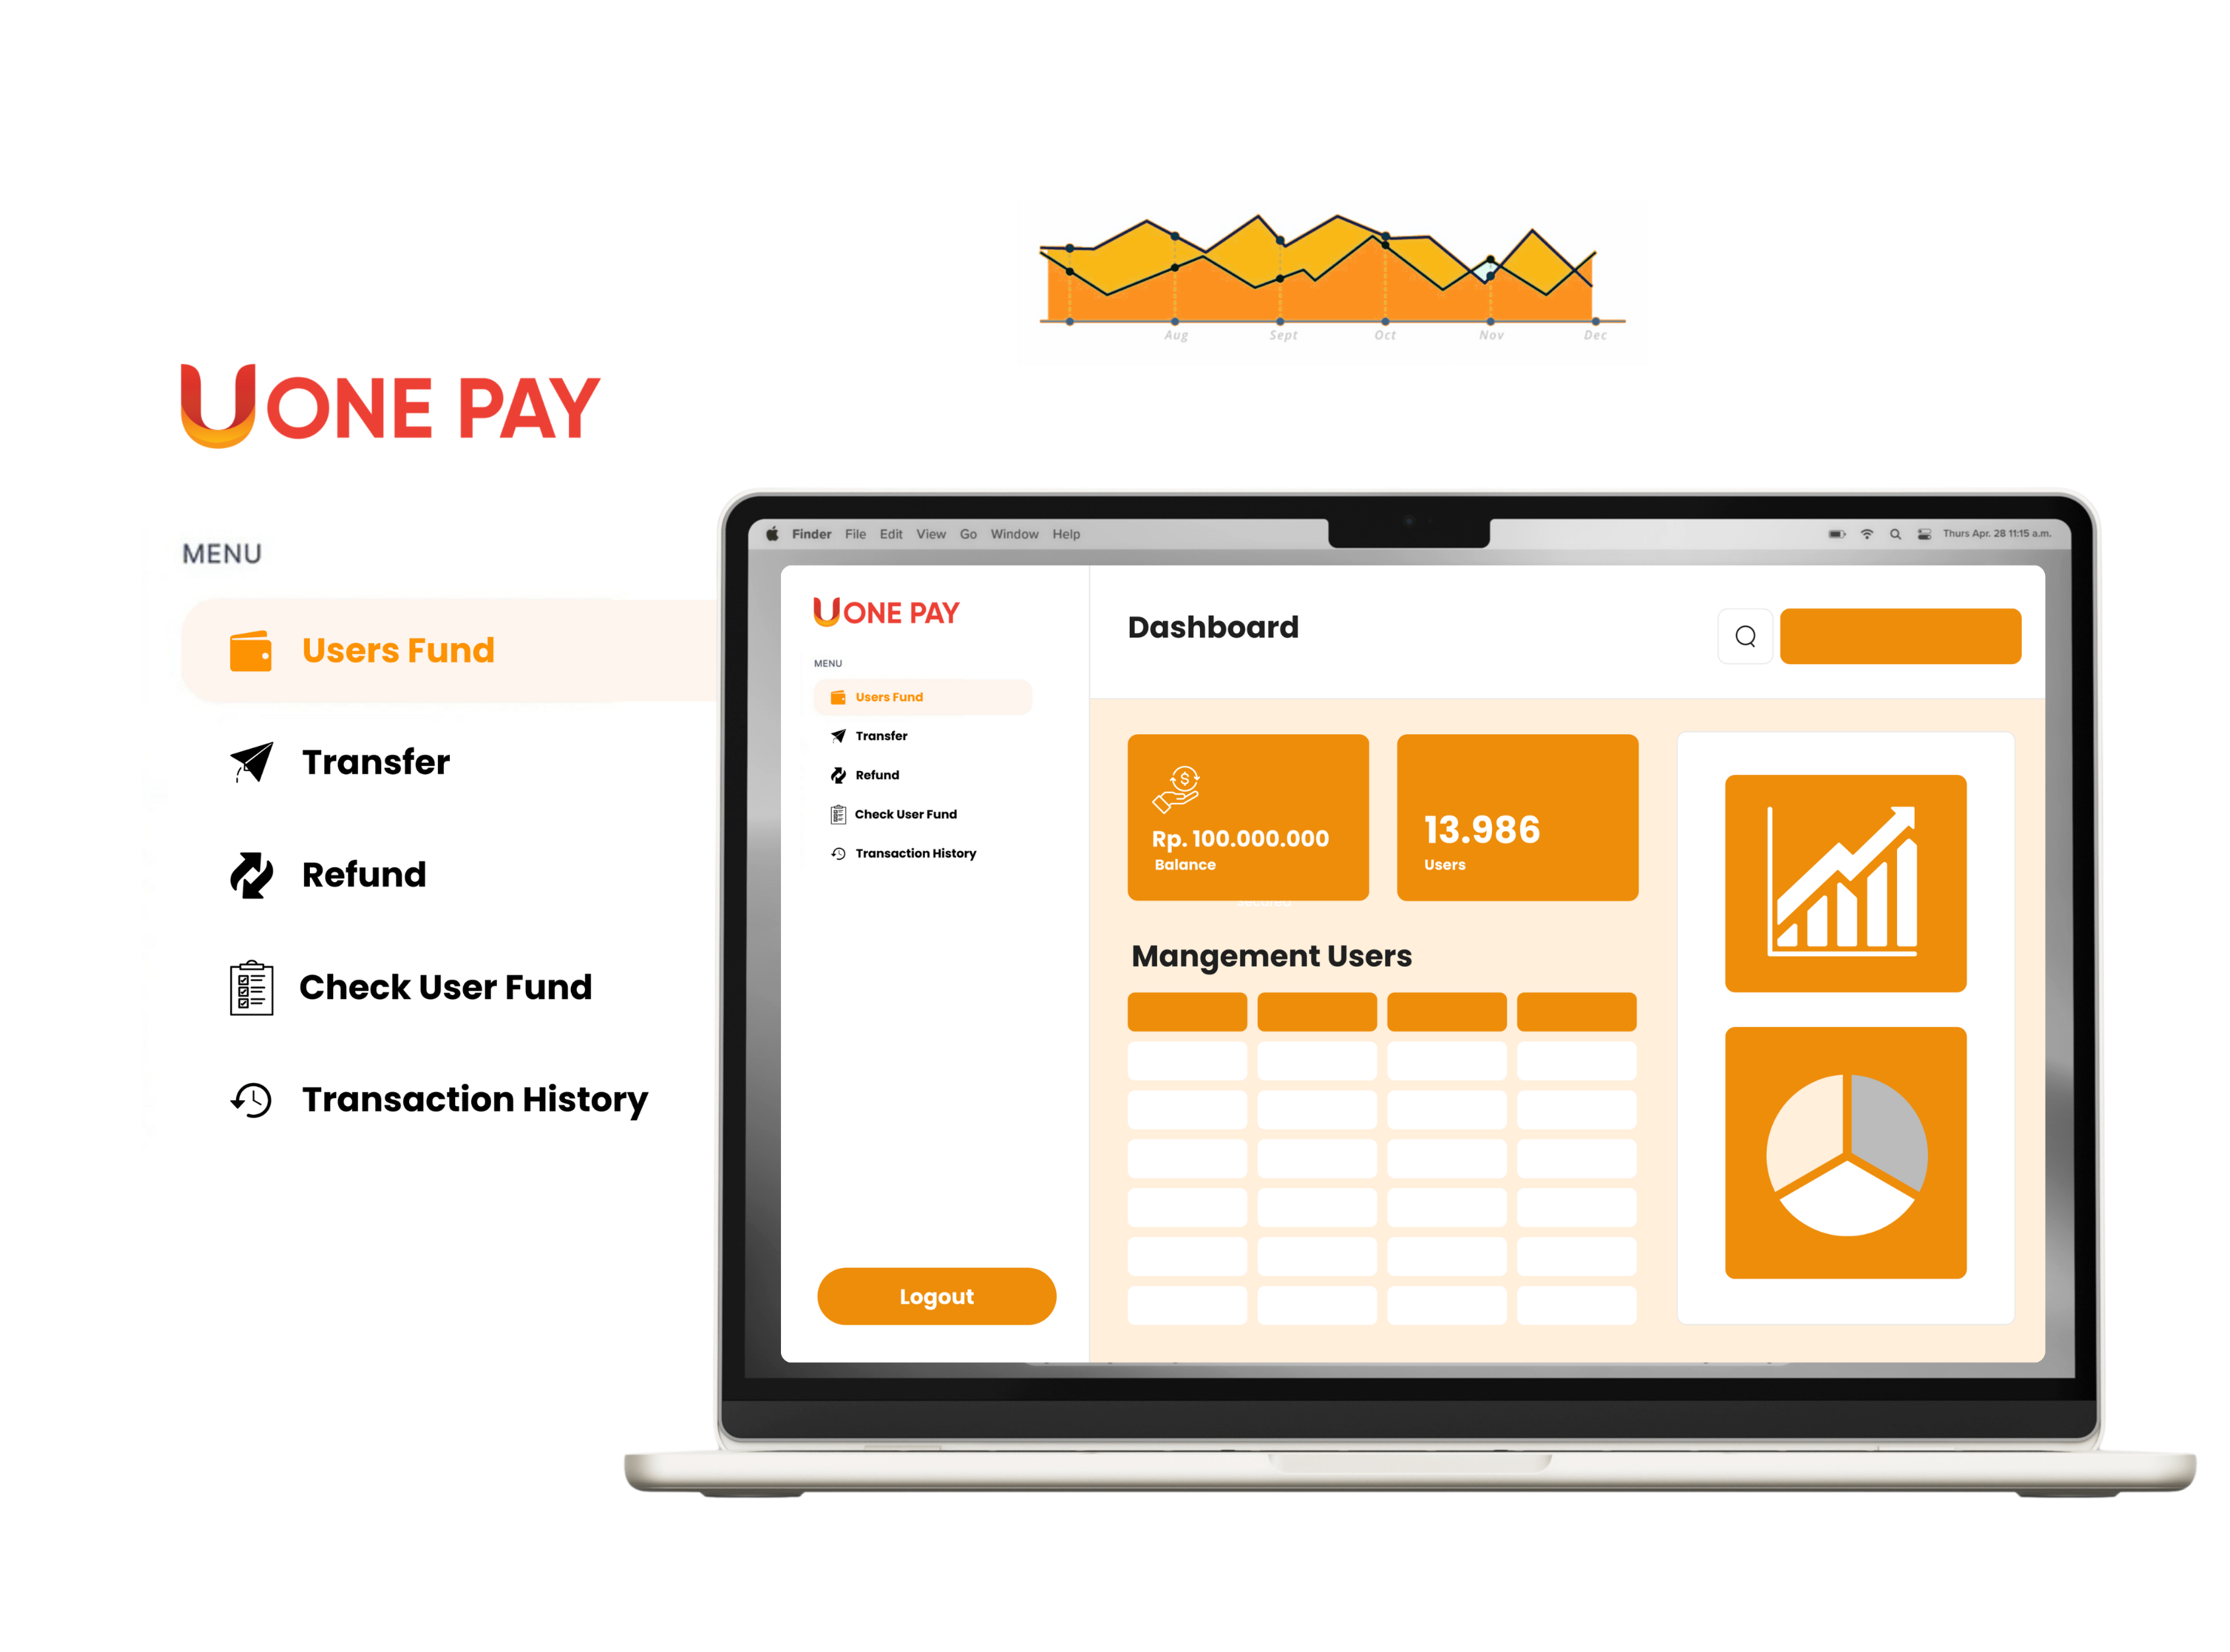 Aug Sept Oct Nov Dec
UONE PAY
MENU
Users Fund
Transfer
Refund
Check User Fund
Transaction History
Finder File Edit View Go Window Help
Thurs Apr. 28 11:15 a.m.
UONE PAY
MENU
Users Fund
Transfer
Refund
Check User Fund
Transaction History
Logout
Dashboard
Rp. 100.000.000
Balance
13.986
Users
Mangement Users